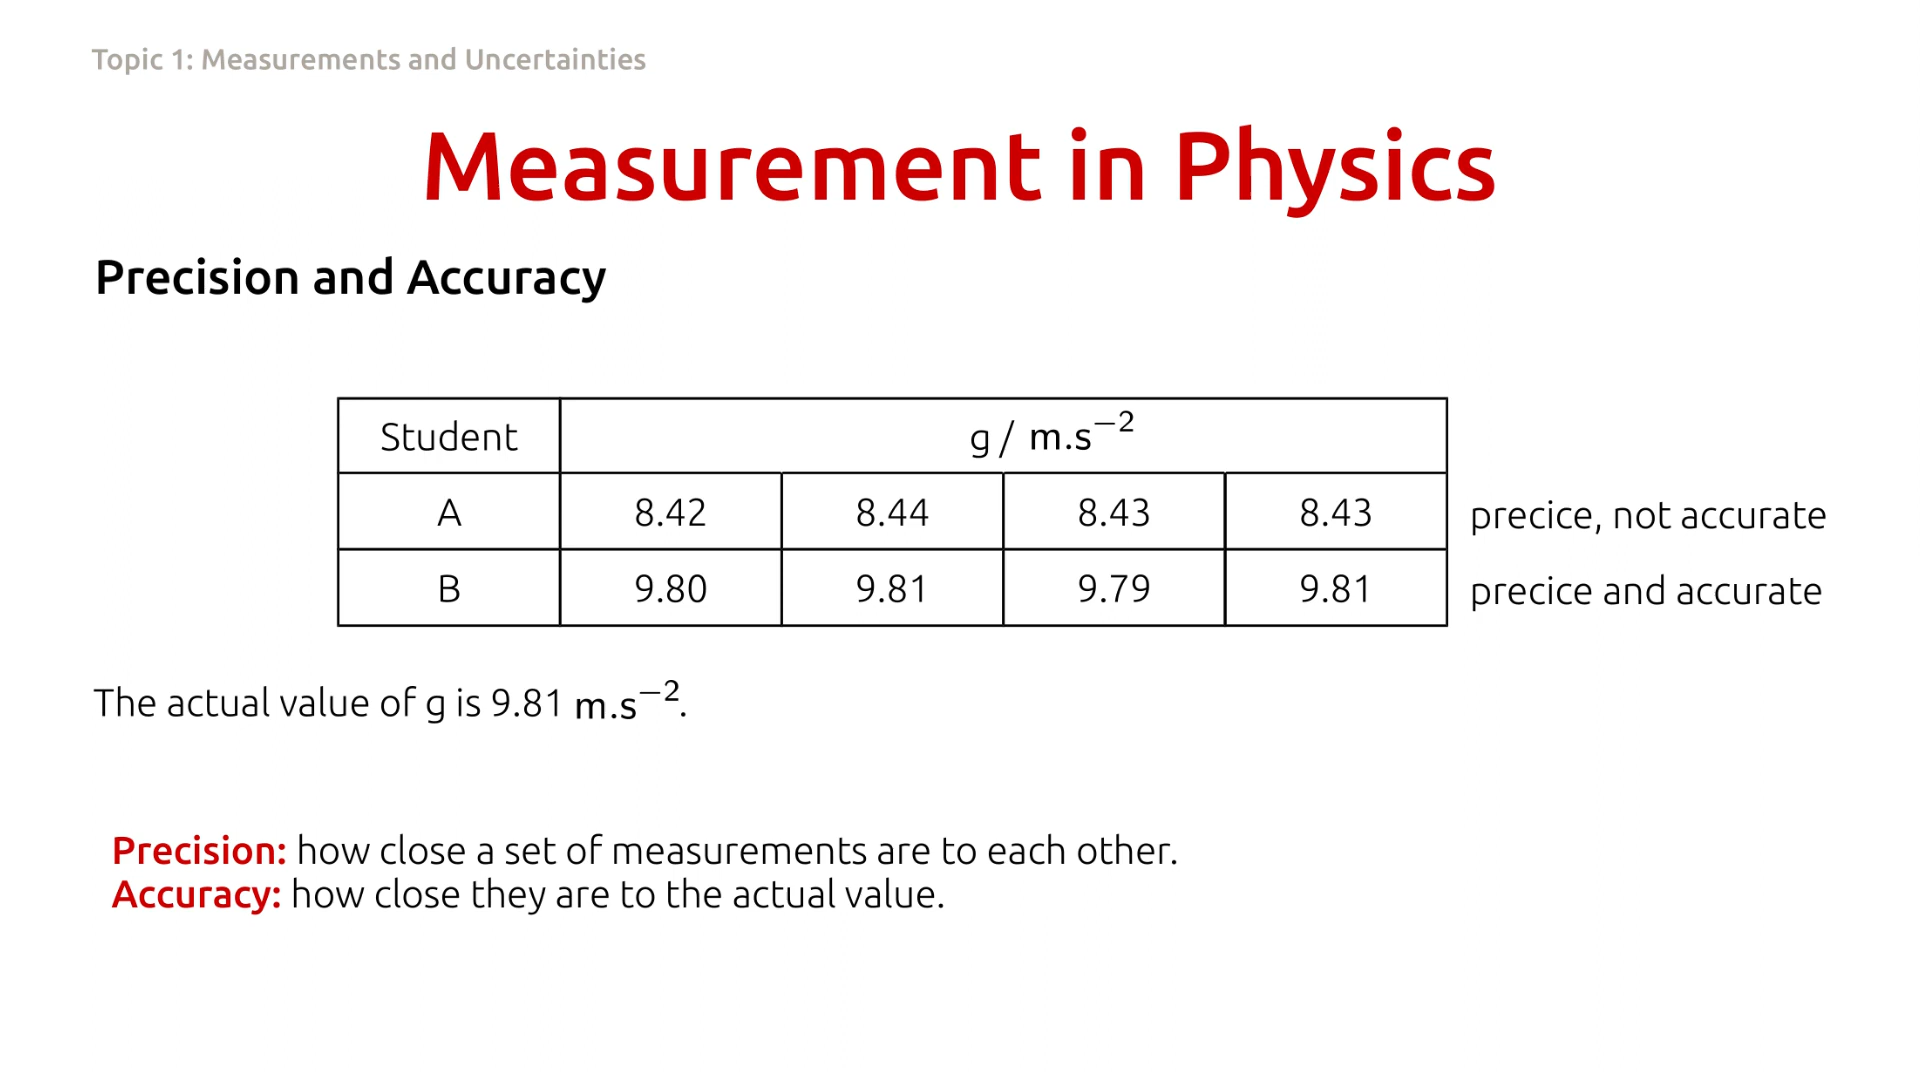 Topic 1: Measurements and Uncertainties
Measurement in Physics
Precision and Accuracy
Student g / m.s⁻²
A 8.42 8.44 8.43 8.43 precice, not accurate
B 9.80 9.81 9.79 9.81 precice and accurate
The actual value of g is 9.81 m.s⁻².
Precision: how close a set of measurements are to each other.
Accuracy: how close they are to the actual value.